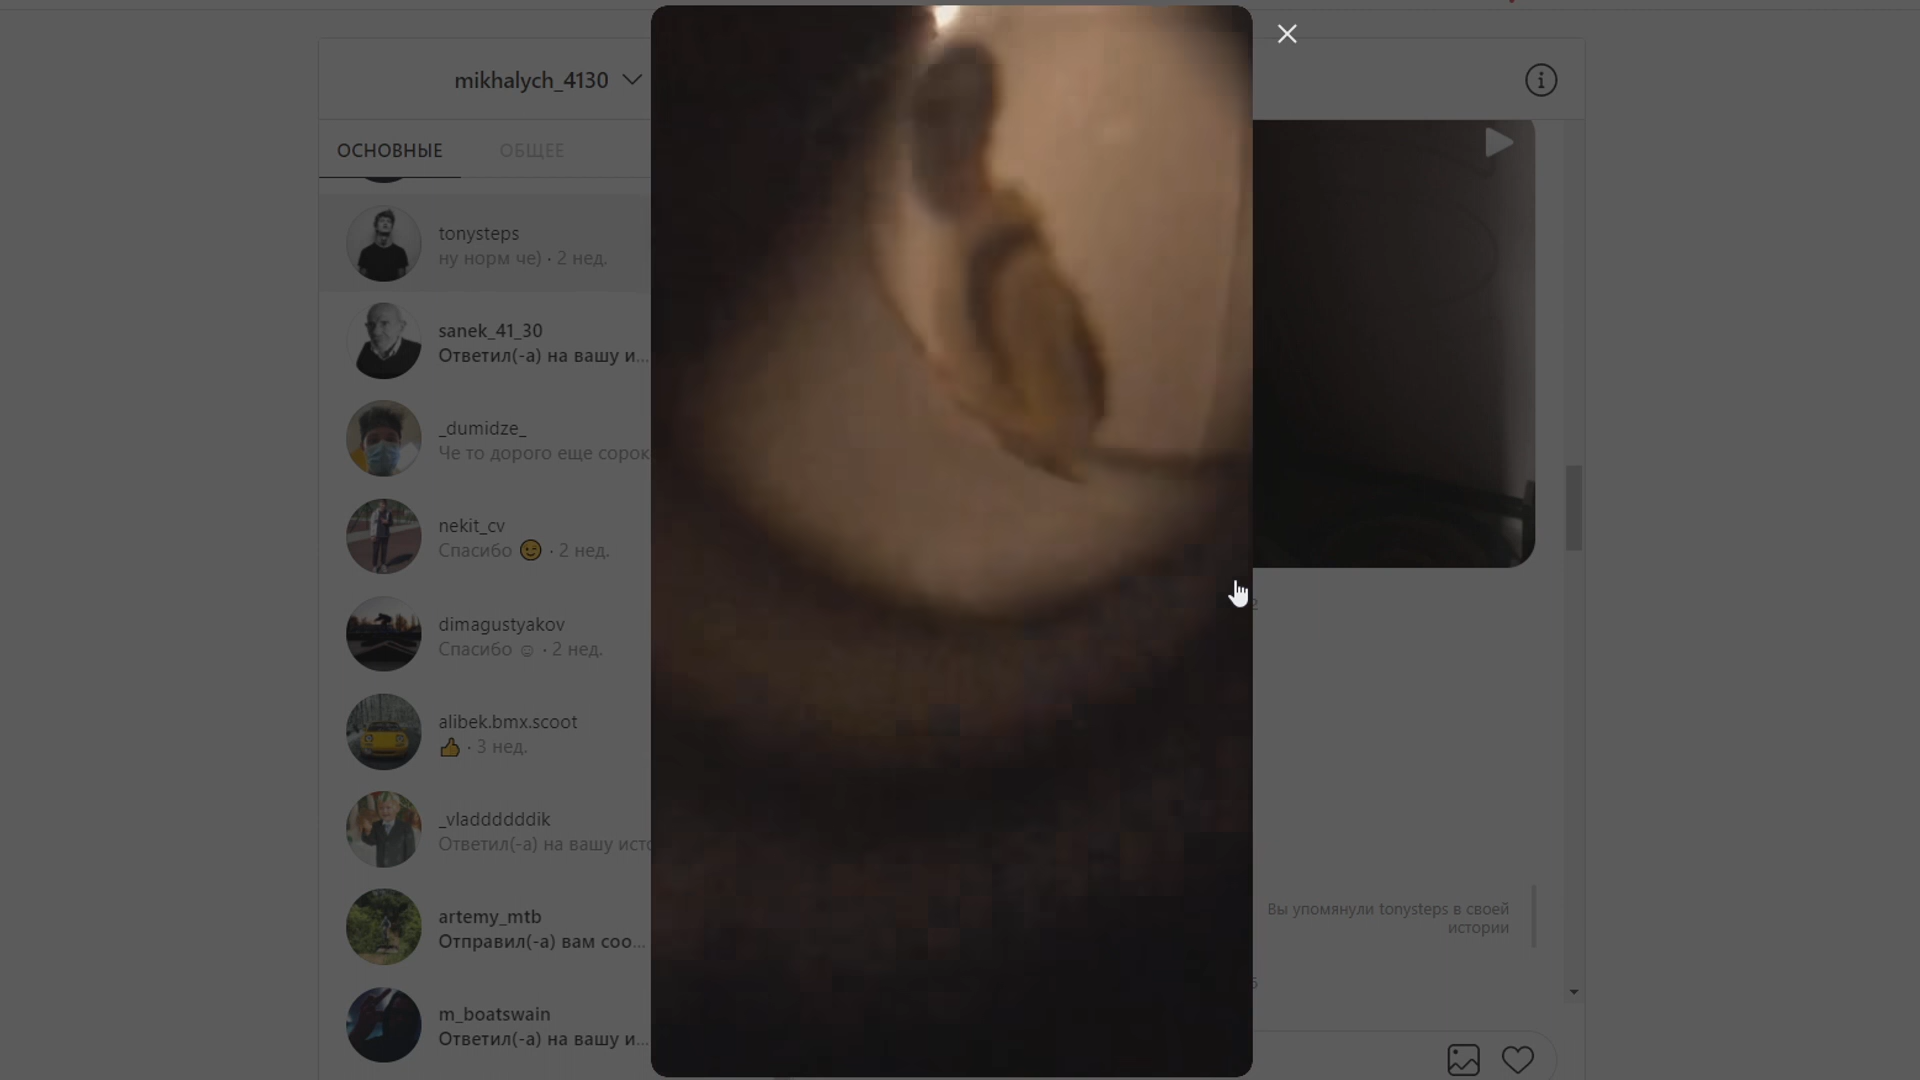 mikhalych_4130
ОСНОВНЫЕ
ОБЩЕЕ
tonysteps
ну норм че) · 2 нед.
sanek_41_30
Ответил(-а) на вашу и...
_dumidze_
Че то дорого еще сорок
nekit_cv
Спасибо 😉 · 2 нед.
dimagustyakov
Спасибо ☺ · 2 нед.
alibek.bmx.scoot
👍 · 3 нед.
_vladdddddik
Ответил(-а) на вашу исто
artemy_mtb
Отправил(-а) вам соо...
m_boatswain
Ответил(-а) на вашу и...
Вы упомянули tonysteps в своей
истории